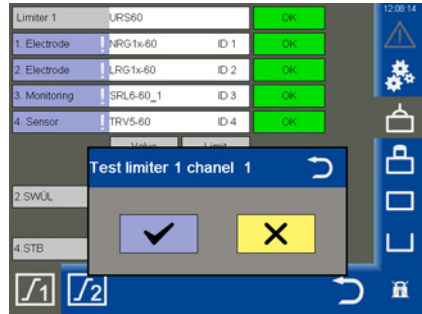 12:08:14
Limiter 1 URS60 OK
1. Electrode ! NRG1x-60 ID 1 OK
2. Electrode ! LRG1x-60 ID 2 OK
3. Monitoring ! SRL6-60_1 ID 3 OK
4. Sensor ! TRV5-60 ID 4 OK
Value Limit
Test limiter 1 chanel 1
2.SWÜL
4.STB
1 2